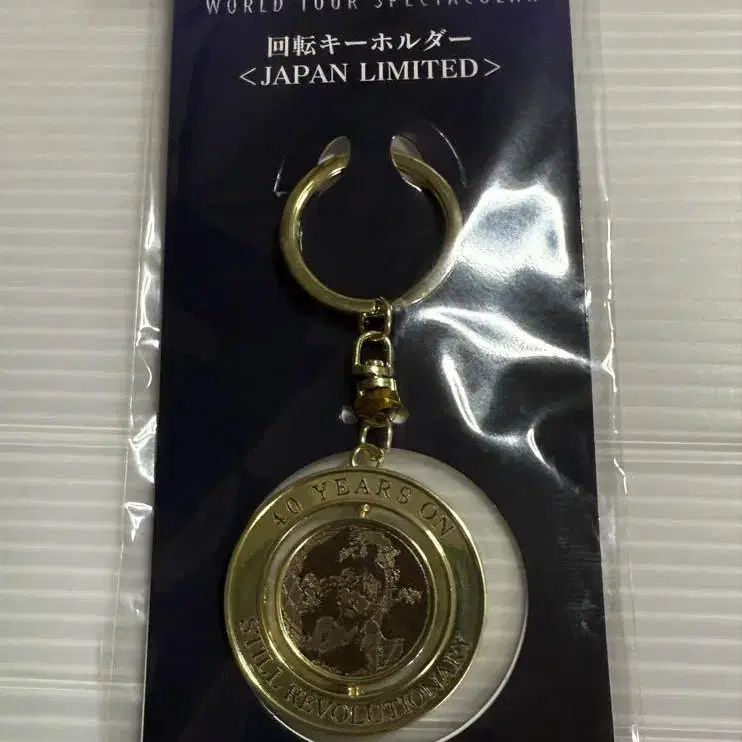 WORLD TOUR SPECTACULAR
回転キーホルダー
<JAPAN LIMITED>
40 YEARS ON
STILL REVOLUTIONARY